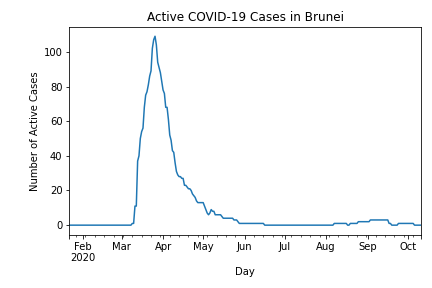 Active COVID-19 Cases in Brunei
Number of Active Cases
100
80
60
40
20
0
Feb Mar Apr May Jun Jul Aug Sep Oct
2020
Day